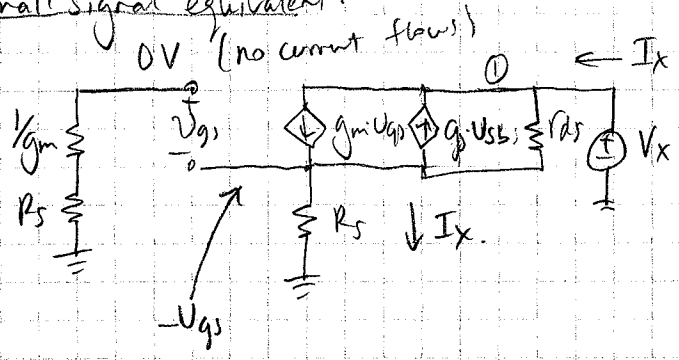 small signal equivalent:
0V (no current flows)
① ← Ix
1/gm
+ Vgs −
gm·Vgs
gs·Vsb
rds
Vx
Rs
Rs
↓ Ix.
-Vgs